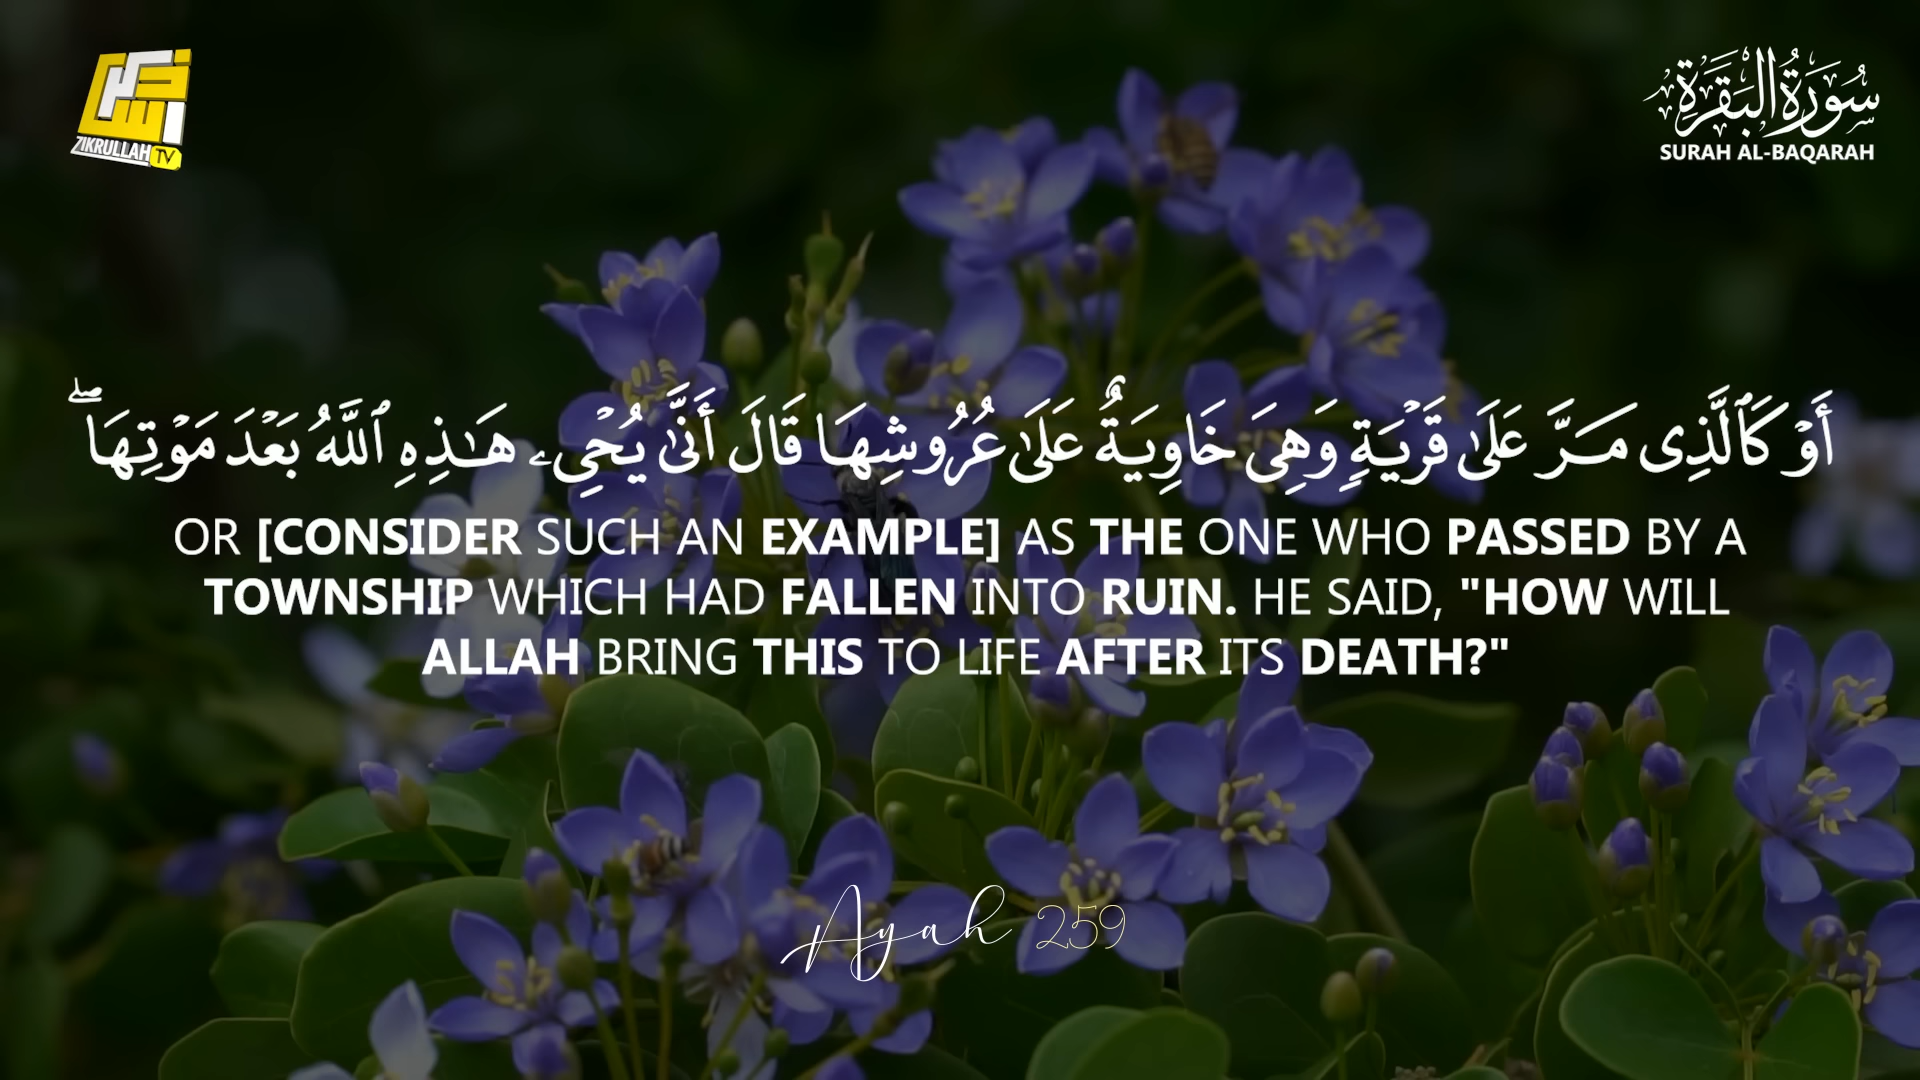 ZIKRULLAH TV
سُورَةُ البَقَرَةِ
SURAH AL-BAQARAH
أَوْ كَٱلَّذِى مَرَّ عَلَىٰ قَرْيَةٍ وَهِىَ خَاوِيَةٌ عَلَىٰ عُرُوشِهَا قَالَ أَنَّىٰ يُحْىِۦ هَـٰذِهِ ٱللَّهُ بَعْدَ مَوْتِهَا ۖ
OR [CONSIDER SUCH AN EXAMPLE] AS THE ONE WHO PASSED BY A
TOWNSHIP WHICH HAD FALLEN INTO RUIN. HE SAID, "HOW WILL
ALLAH BRING THIS TO LIFE AFTER ITS DEATH?"
Ayah 259